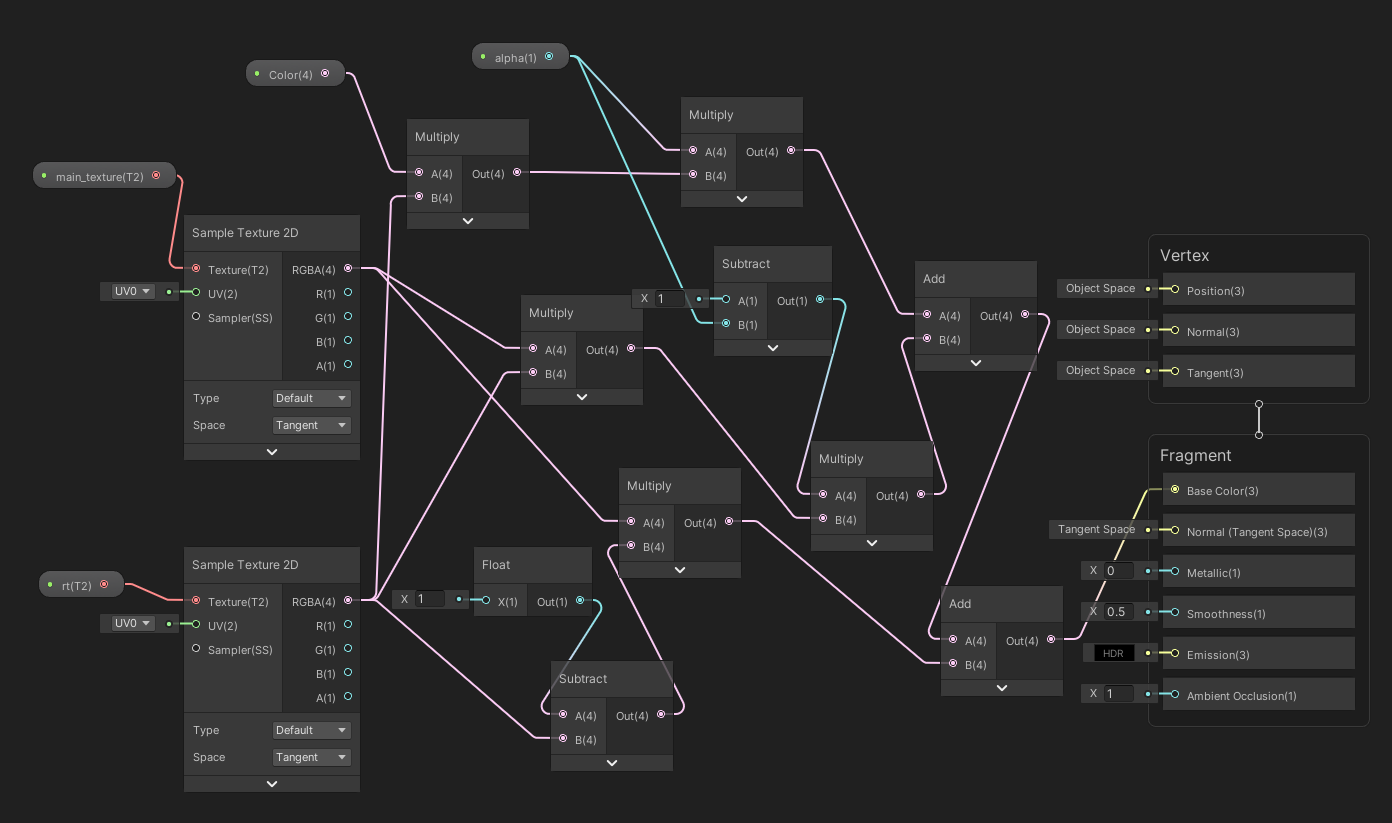 alpha(1)
Color(4)
Multiply
A(4) Out(4)
B(4)
Multiply
A(4) Out(4)
B(4)
main_texture(T2)
Sample Texture 2D
Texture(T2) RGBA(4)
UV0 UV(2) R(1)
Sampler(SS) G(1)
B(1)
A(1)
Type Default
Space Tangent
Multiply
A(4) Out(4)
B(4)
Subtract
X 1 A(1) Out(1)
B(1)
Add
A(4) Out(4)
B(4)
Multiply
A(4) Out(4)
B(4)
Multiply
A(4) Out(4)
B(4)
rt(T2)
Sample Texture 2D
Texture(T2) RGBA(4)
UV0 UV(2) R(1)
Sampler(SS) G(1)
B(1)
A(1)
Type Default
Space Tangent
Float
X 1 X(1) Out(1)
Subtract
A(4) Out(4)
B(4)
Add
A(4) Out(4)
B(4)
Vertex
Object Space Position(3)
Object Space Normal(3)
Object Space Tangent(3)
Fragment
Base Color(3)
Tangent Space Normal (Tangent Space)(3)
X 0 Metallic(1)
X 0.5 Smoothness(1)
HDR Emission(3)
X 1 Ambient Occlusion(1)